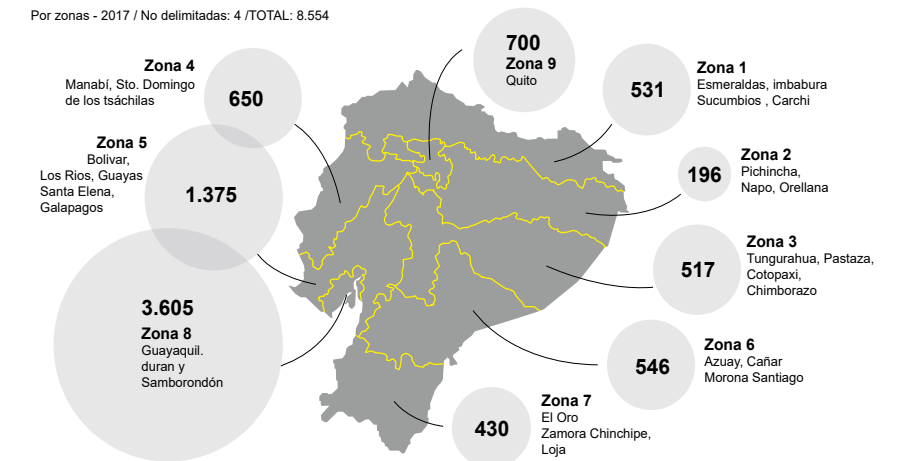 Por zonas - 2017 / No delimitadas: 4 /TOTAL: 8.554
Zona 4
Manabí, Sto. Domingo
de los tsáchilas
650
Zona 5
Bolivar,
Los Rios, Guayas
Santa Elena,
Galapagos
1.375
3.605
Zona 8
Guayaquil.
duran y
Samborondón
700
Zona 9
Quito
531
Zona 1
Esmeraldas, imbabura
Sucumbios , Carchi
196
Zona 2
Pichincha,
Napo, Orellana
517
Zona 3
Tungurahua, Pastaza,
Cotopaxi,
Chimborazo
546
Zona 6
Azuay, Cañar
Morona Santiago
430
Zona 7
El Oro
Zamora Chinchipe,
Loja